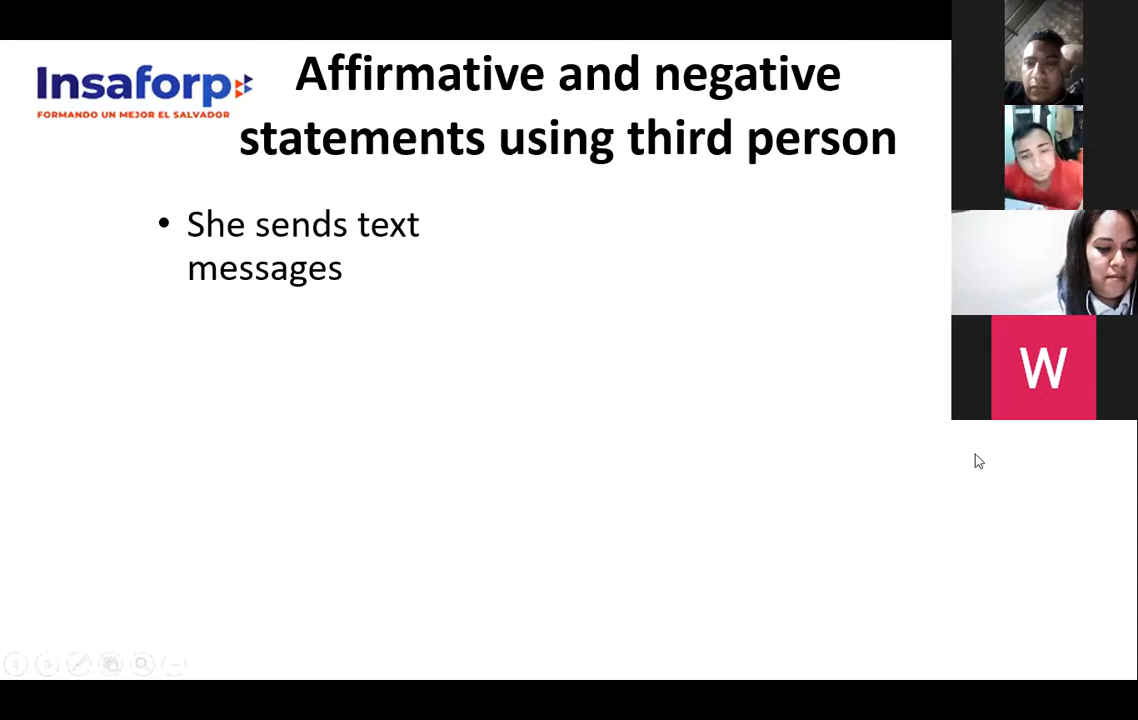 Insaforp
FORMANDO UN MEJOR EL SALVADOR
Affirmative and negative
statements using third person
• She sends text
messages
W